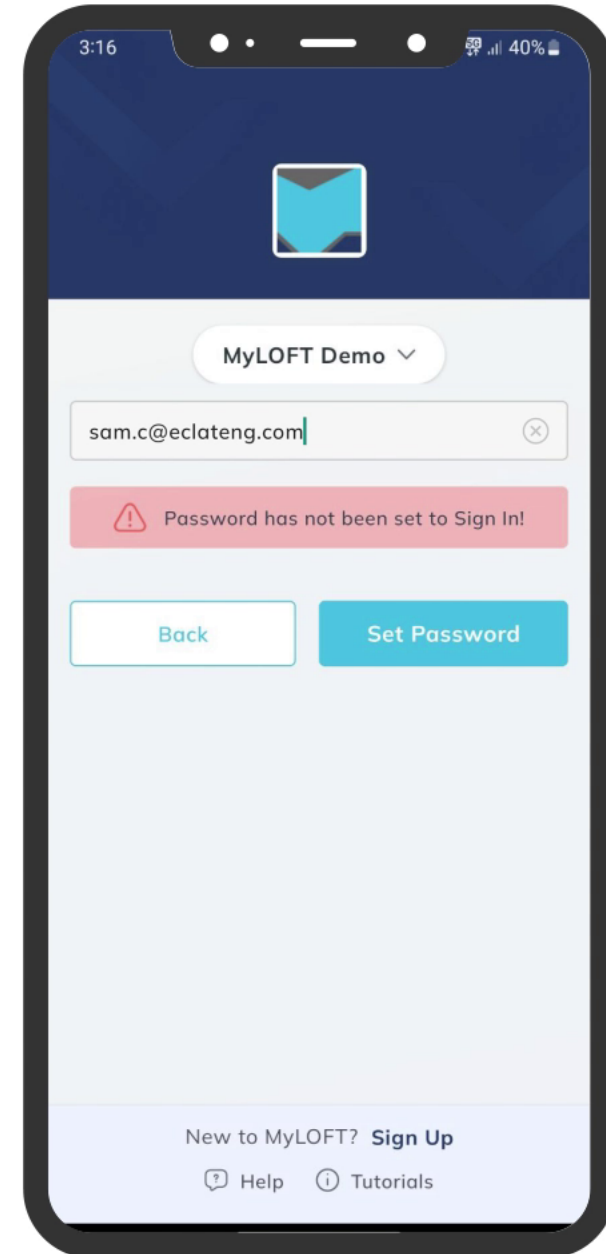 3:16 5G 40%
MyLOFT Demo
sam.c@eclateng.com
Password has not been set to Sign In!
Back Set Password
New to MyLOFT? Sign Up
Help Tutorials